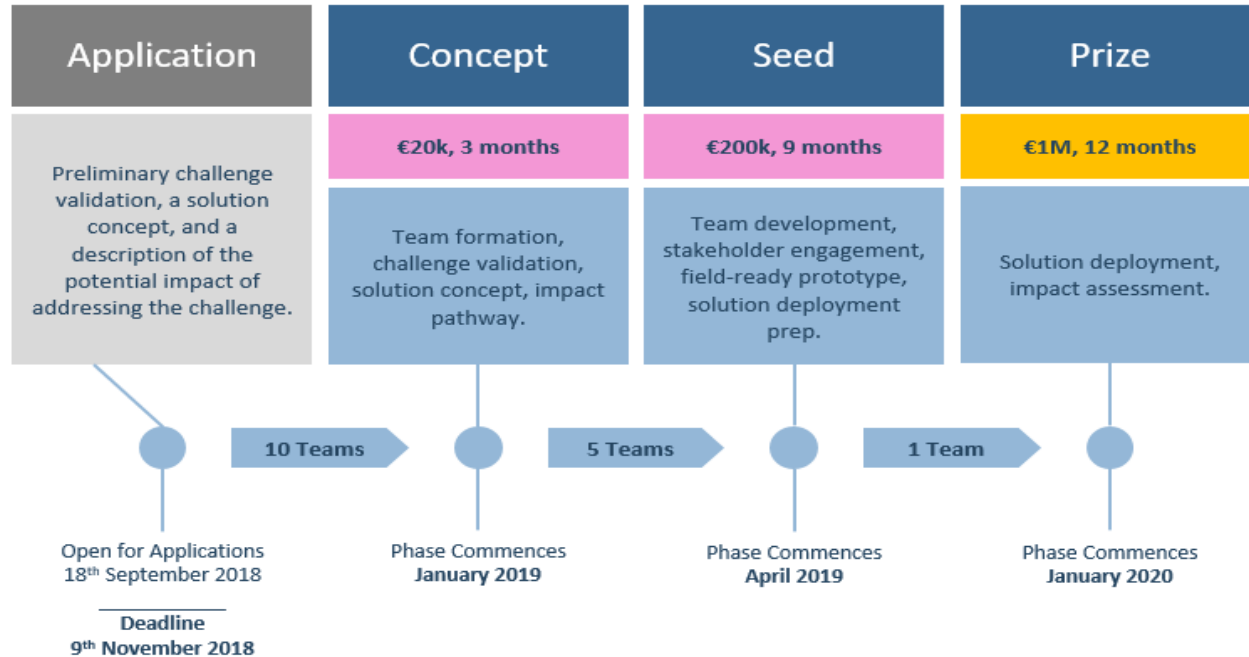 Application
Preliminary challenge
validation, a solution
concept, and a
description of the
potential impact of
addressing the challenge.
Concept
€20k, 3 months
Team formation,
challenge validation,
solution concept, impact
pathway.
Seed
€200k, 9 months
Team development,
stakeholder engagement,
field-ready prototype,
solution deployment
prep.
Prize
€1M, 12 months
Solution deployment,
impact assessment.
10 Teams
5 Teams
1 Team
Open for Applications
18th September 2018
Deadline
9th November 2018
Phase Commences
January 2019
Phase Commences
April 2019
Phase Commences
January 2020